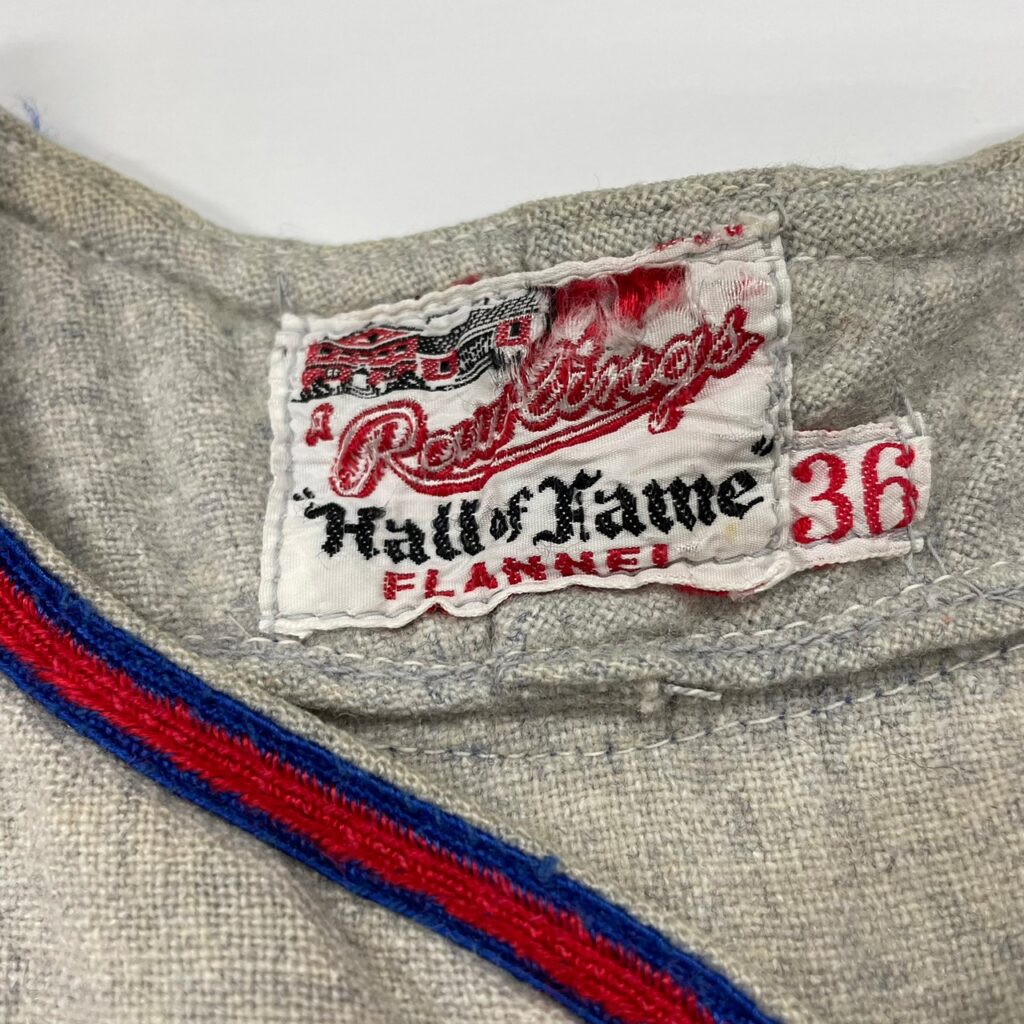 Rawlings
36
"Hall of Fame"
FLANNEL